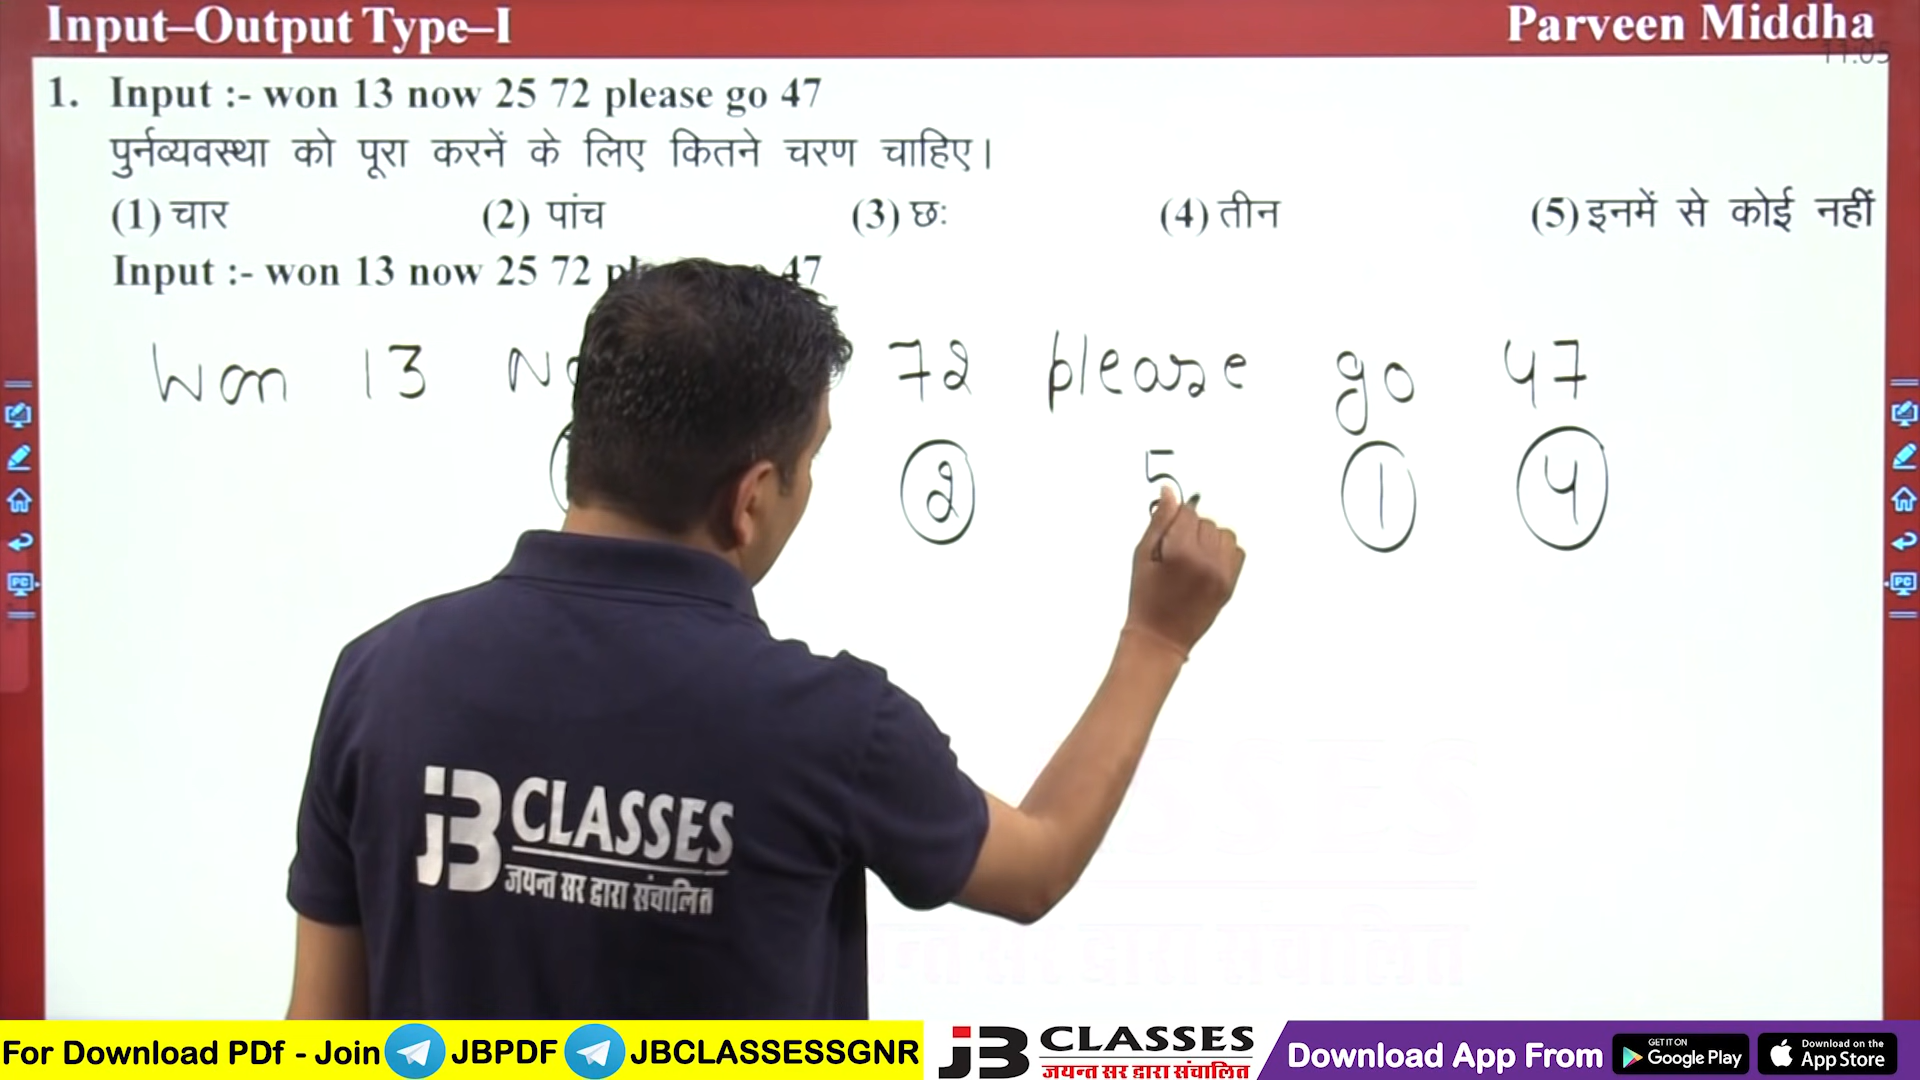 Input–Output Type–I
Parveen Middha
11:05
1. Input :- won 13 now 25 72 please go 47
पुर्नव्यवस्था को पूरा करनें के लिए कितने चरण चाहिए।
(1) चार (2) पांच (3) छः (4) तीन (5) इनमें से कोई नहीं
Input :- won 13 now 25 72 47
Won 13 72 please go 47
2 5 1 4
JB CLASSES
जयन्त सर द्वारा संचालित
For Download PDf - Join JBPDF JBCLASSESSGNR
JB CLASSES
जयन्त सर द्वारा संचालित
Download App From
GET IT ON
Google Play
Download on the
App Store